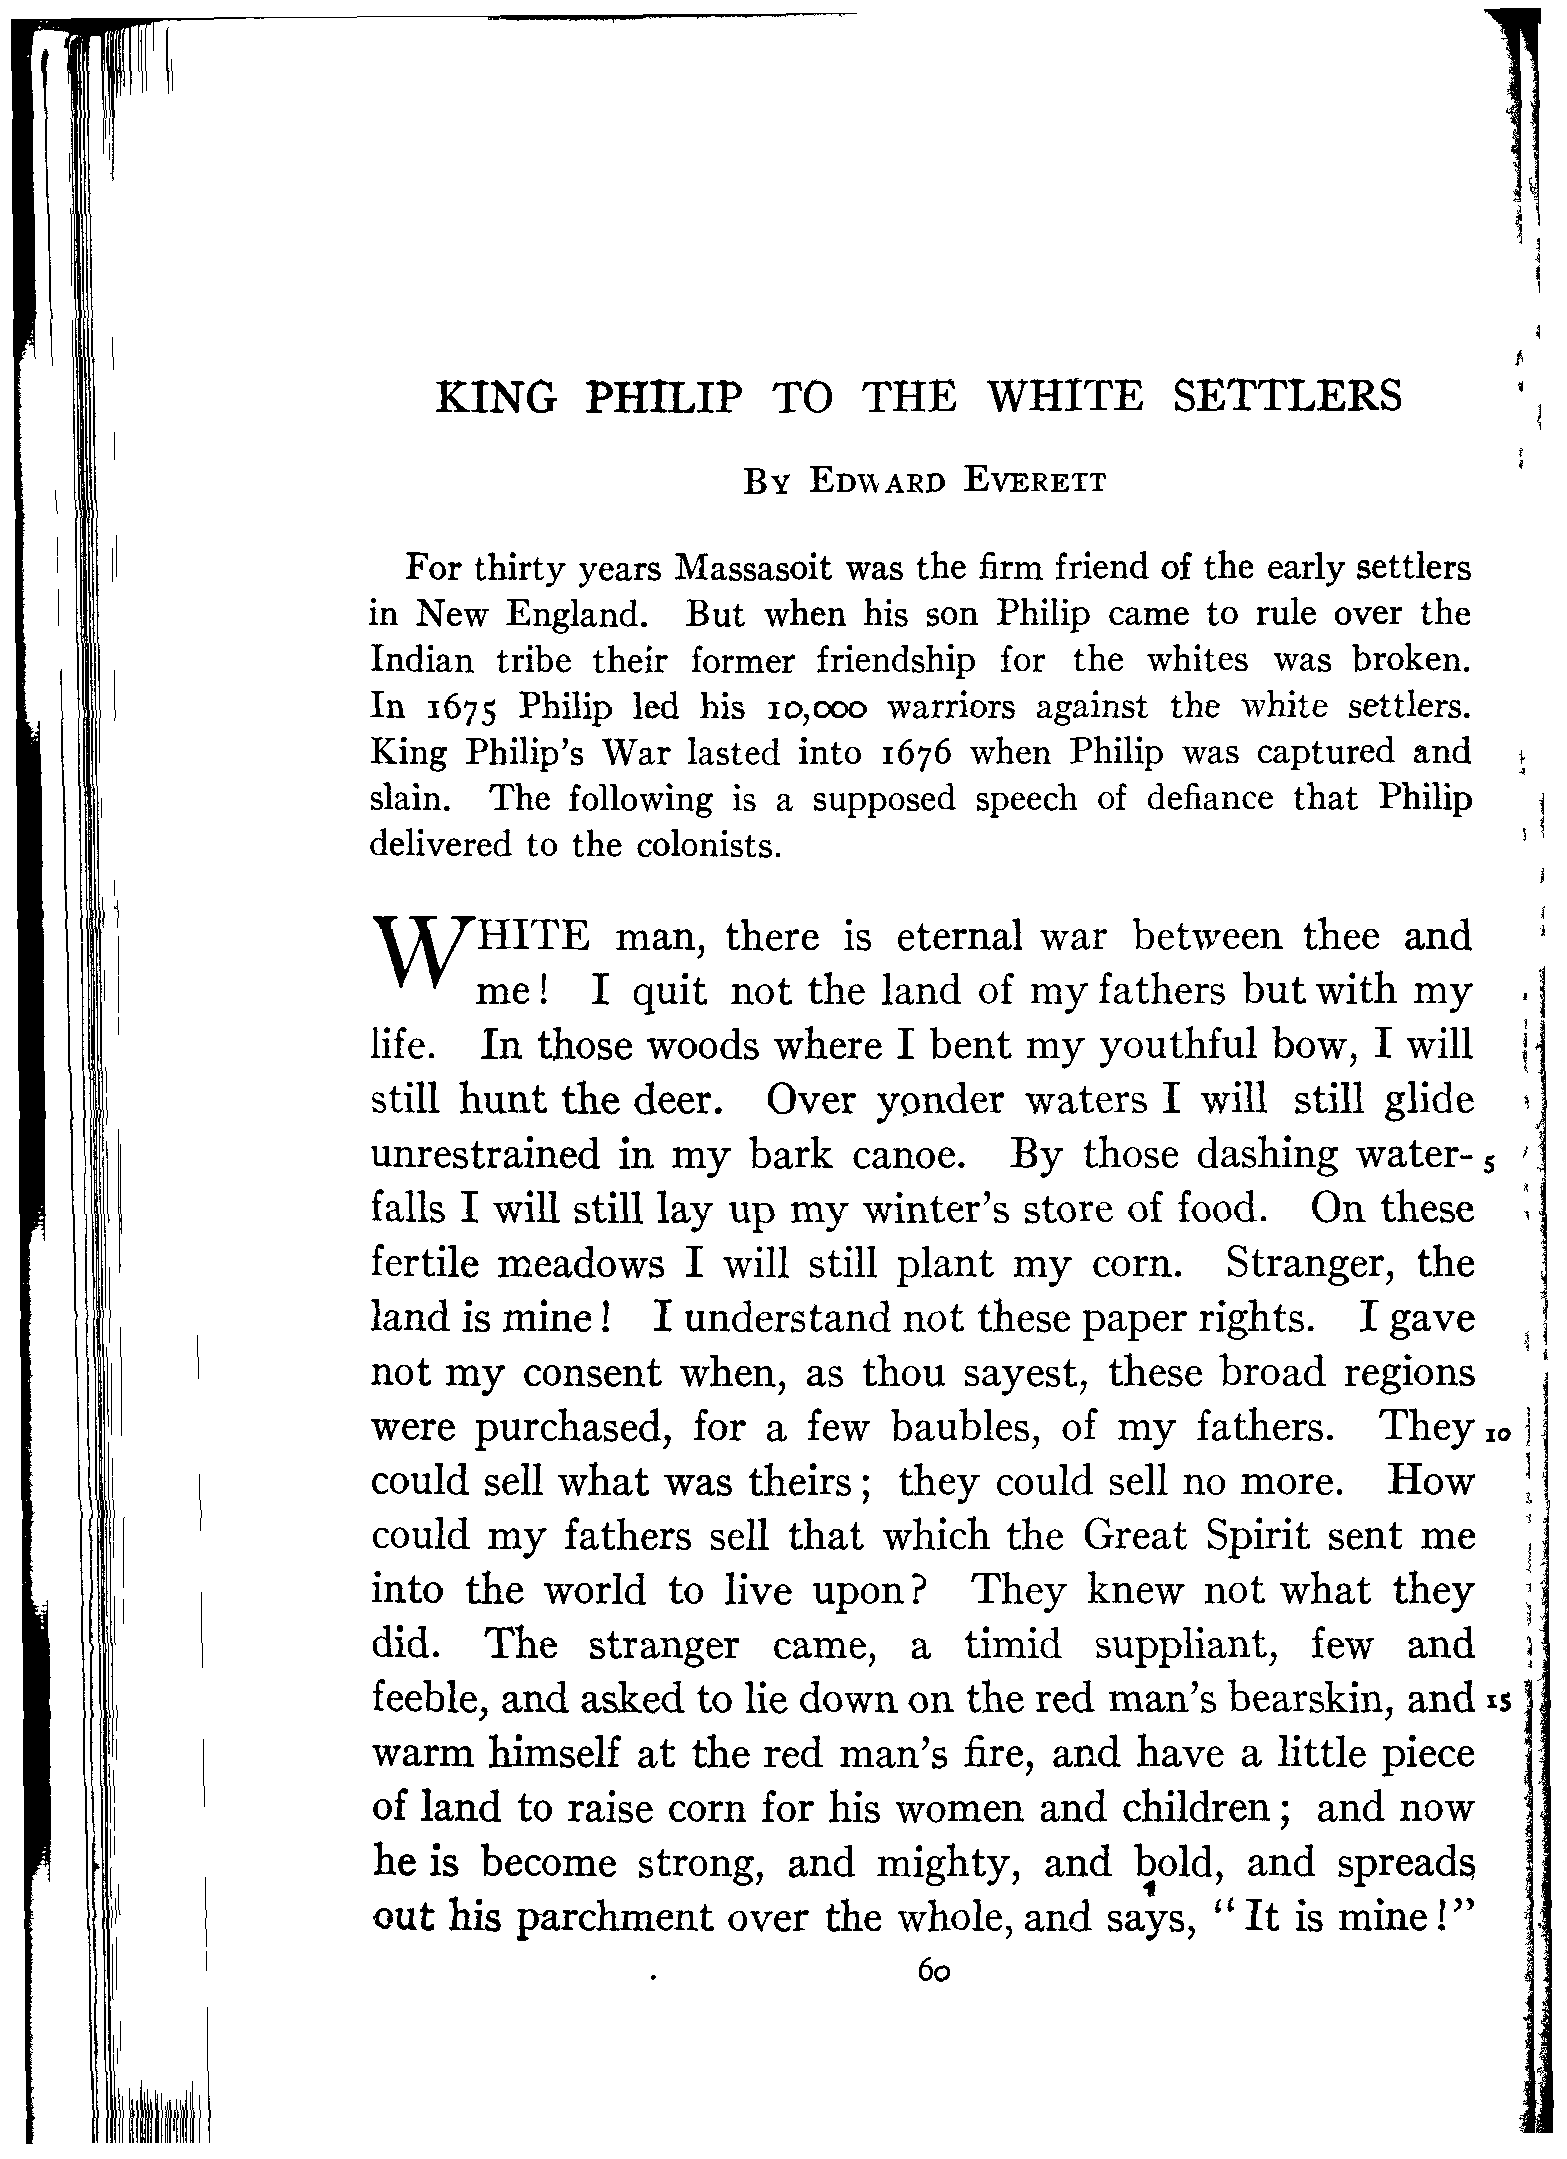 KING PHILIP TO THE WHITE SETTLERS
BY EDWARD EVERETT
For thirty years Massasoit was the firm friend of the early settlers
in New England. But when his son Philip came to rule over the
Indian tribe their former friendship for the whites was broken.
In 1675 Philip led his 10,000 warriors against the white settlers.
King Philip's War lasted into 1676 when Philip was captured and
slain. The following is a supposed speech of defiance that Philip
delivered to the colonists.
WHITE man, there is eternal war between thee and
me! I quit not the land of my fathers but with my
life. In those woods where I bent my youthful bow, I will
still hunt the deer. Over yonder waters I will still glide
unrestrained in my bark canoe. By those dashing water- 5
falls I will still lay up my winter's store of food. On these
fertile meadows I will still plant my corn. Stranger, the
land is mine! I understand not these paper rights. I gave
not my consent when, as thou sayest, these broad regions
were purchased, for a few baubles, of my fathers. They 10
could sell what was theirs; they could sell no more. How
could my fathers sell that which the Great Spirit sent me
into the world to live upon? They knew not what they
did. The stranger came, a timid suppliant, few and
feeble, and asked to lie down on the red man's bearskin, and 15
warm himself at the red man's fire, and have a little piece
of land to raise corn for his women and children; and now
he is become strong, and mighty, and bold, and spreads
out his parchment over the whole, and says, "It is mine!"
60